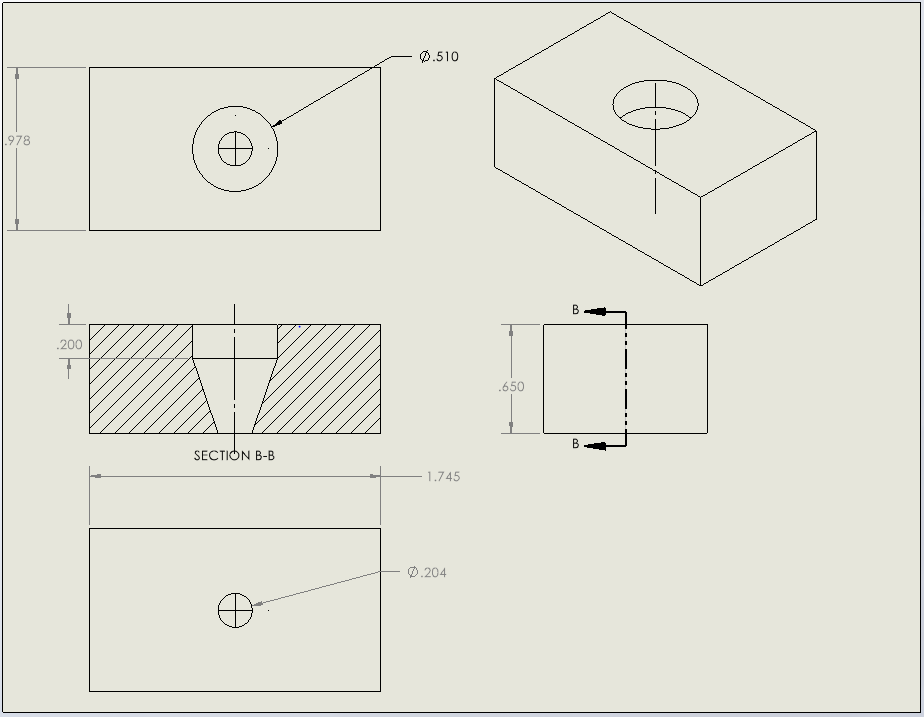 Ø.510
.978
B
.200
.650
B
SECTION B-B
1.745
Ø.204